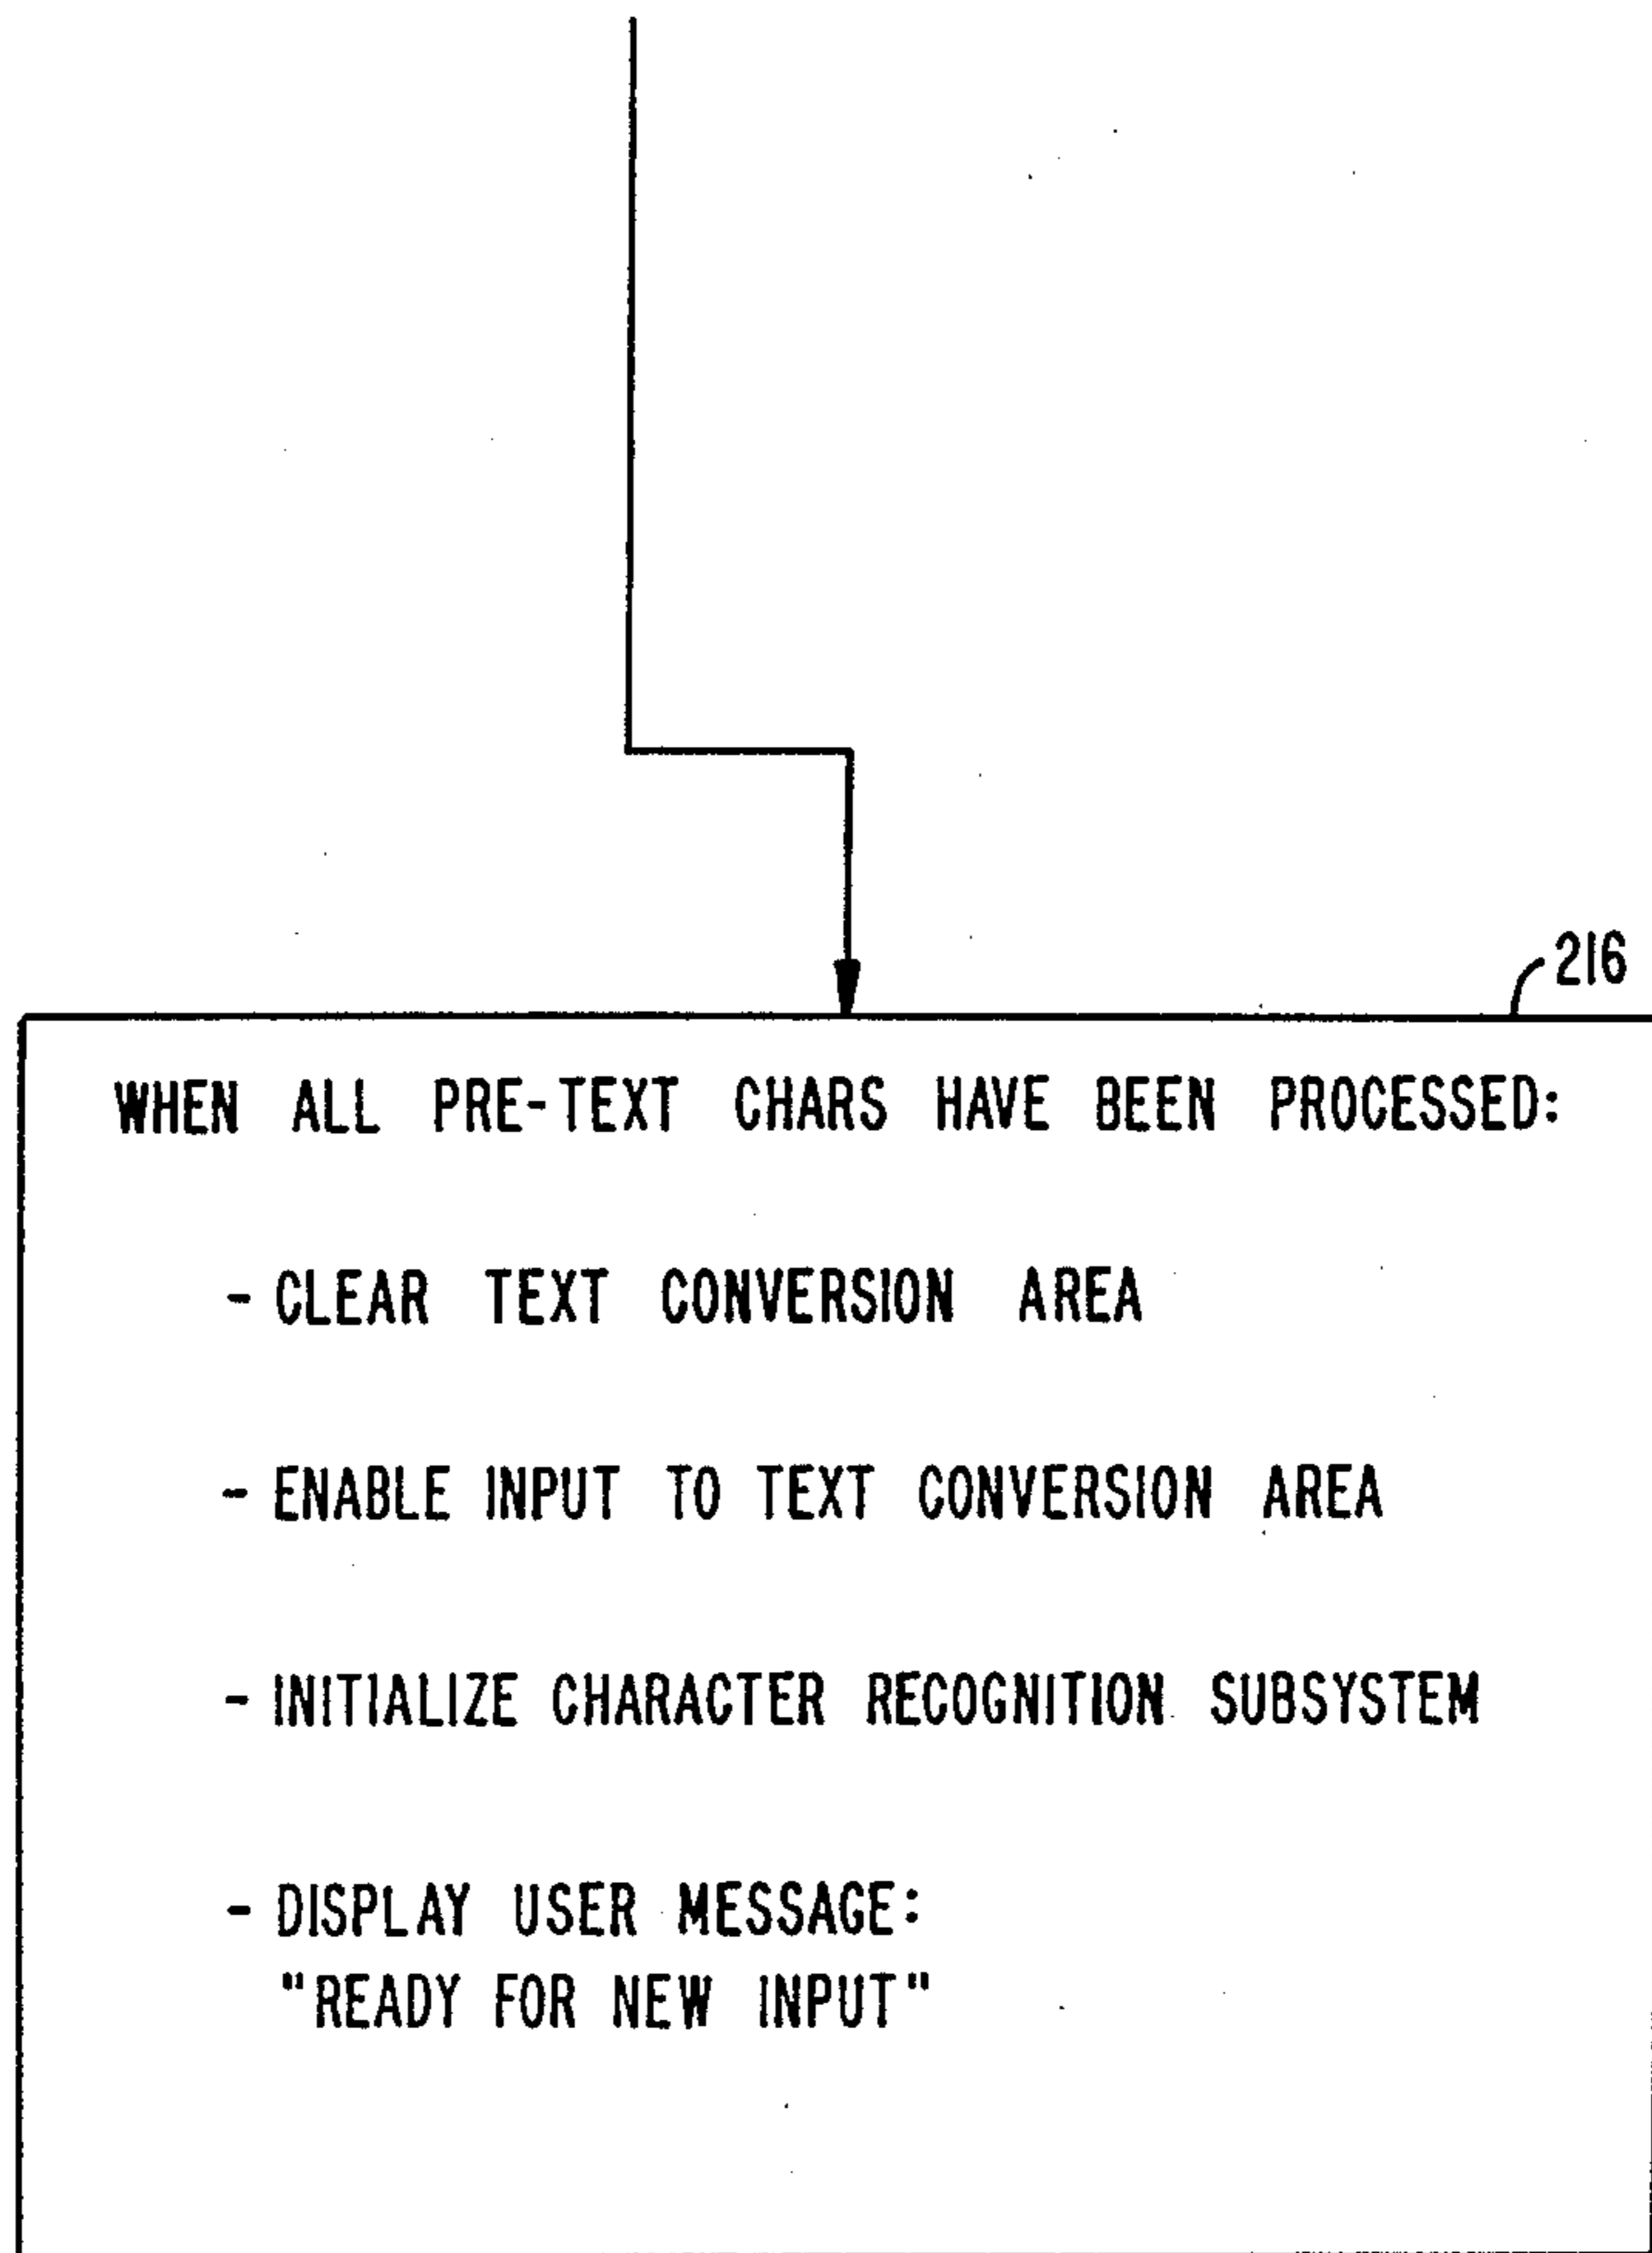 216
WHEN ALL PRE-TEXT CHARS HAVE BEEN PROCESSED:
- CLEAR TEXT CONVERSION AREA
- ENABLE INPUT TO TEXT CONVERSION AREA
- INITIALIZE CHARACTER RECOGNITION SUBSYSTEM
- DISPLAY USER MESSAGE:
"READY FOR NEW INPUT"